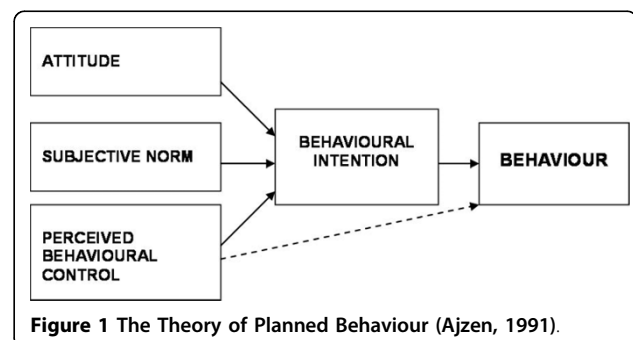 ATTITUDE
SUBJECTIVE NORM
PERCEIVED
BEHAVIOURAL
CONTROL
BEHAVIOURAL
INTENTION
BEHAVIOUR
Figure 1 The Theory of Planned Behaviour (Ajzen, 1991).